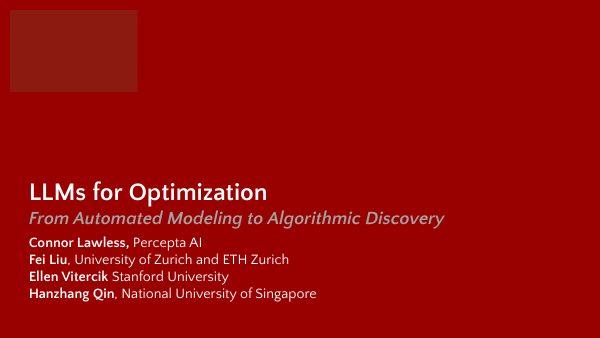 LLMs for Optimization
From Automated Modeling to Algorithmic Discovery
Connor Lawless, Percepta AI
Fei Liu, University of Zurich and ETH Zurich
Ellen Vitercik Stanford University
Hanzhang Qin, National University of Singapore